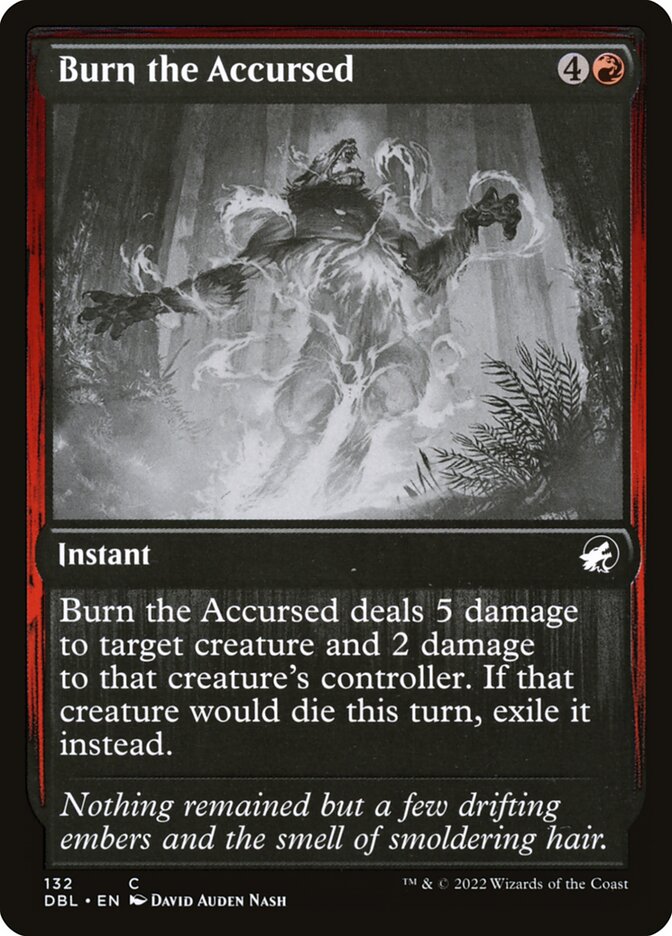 Burn the Accursed
4
Instant
Burn the Accursed deals 5 damage
to target creature and 2 damage
to that creature's controller. If that
creature would die this turn, exile it
instead.
Nothing remained but a few drifting
embers and the smell of smoldering hair.
132 C
DBL • EN David Auden Nash
™ & © 2022 Wizards of the Coast